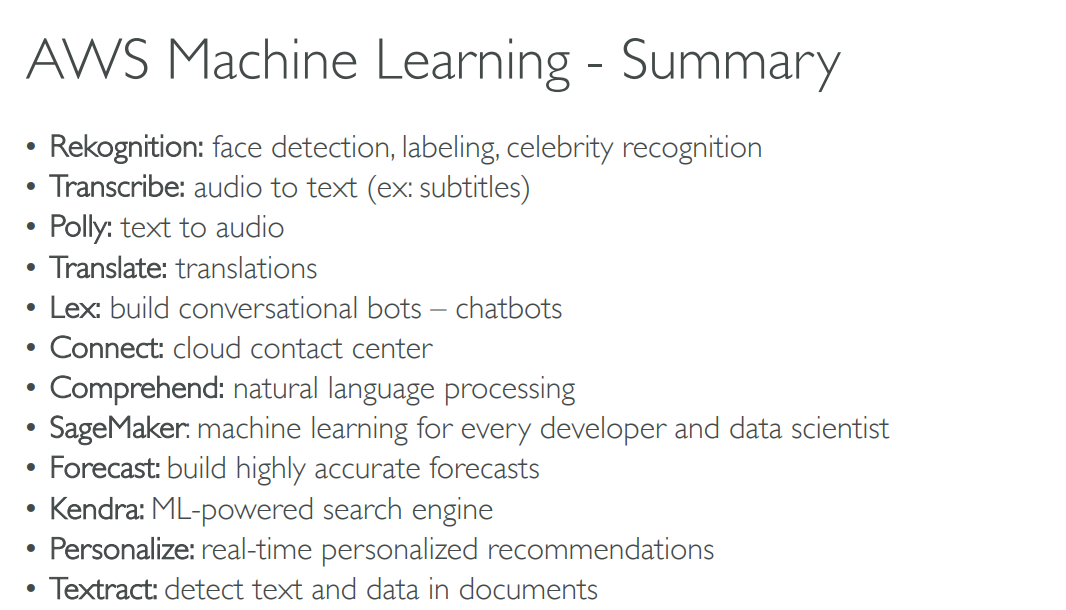 AWS Machine Learning - Summary
• Rekognition: face detection, labeling, celebrity recognition
• Transcribe: audio to text (ex: subtitles)
• Polly: text to audio
• Translate: translations
• Lex: build conversational bots – chatbots
• Connect: cloud contact center
• Comprehend: natural language processing
• SageMaker: machine learning for every developer and data scientist
• Forecast: build highly accurate forecasts
• Kendra: ML-powered search engine
• Personalize: real-time personalized recommendations
• Textract: detect text and data in documents